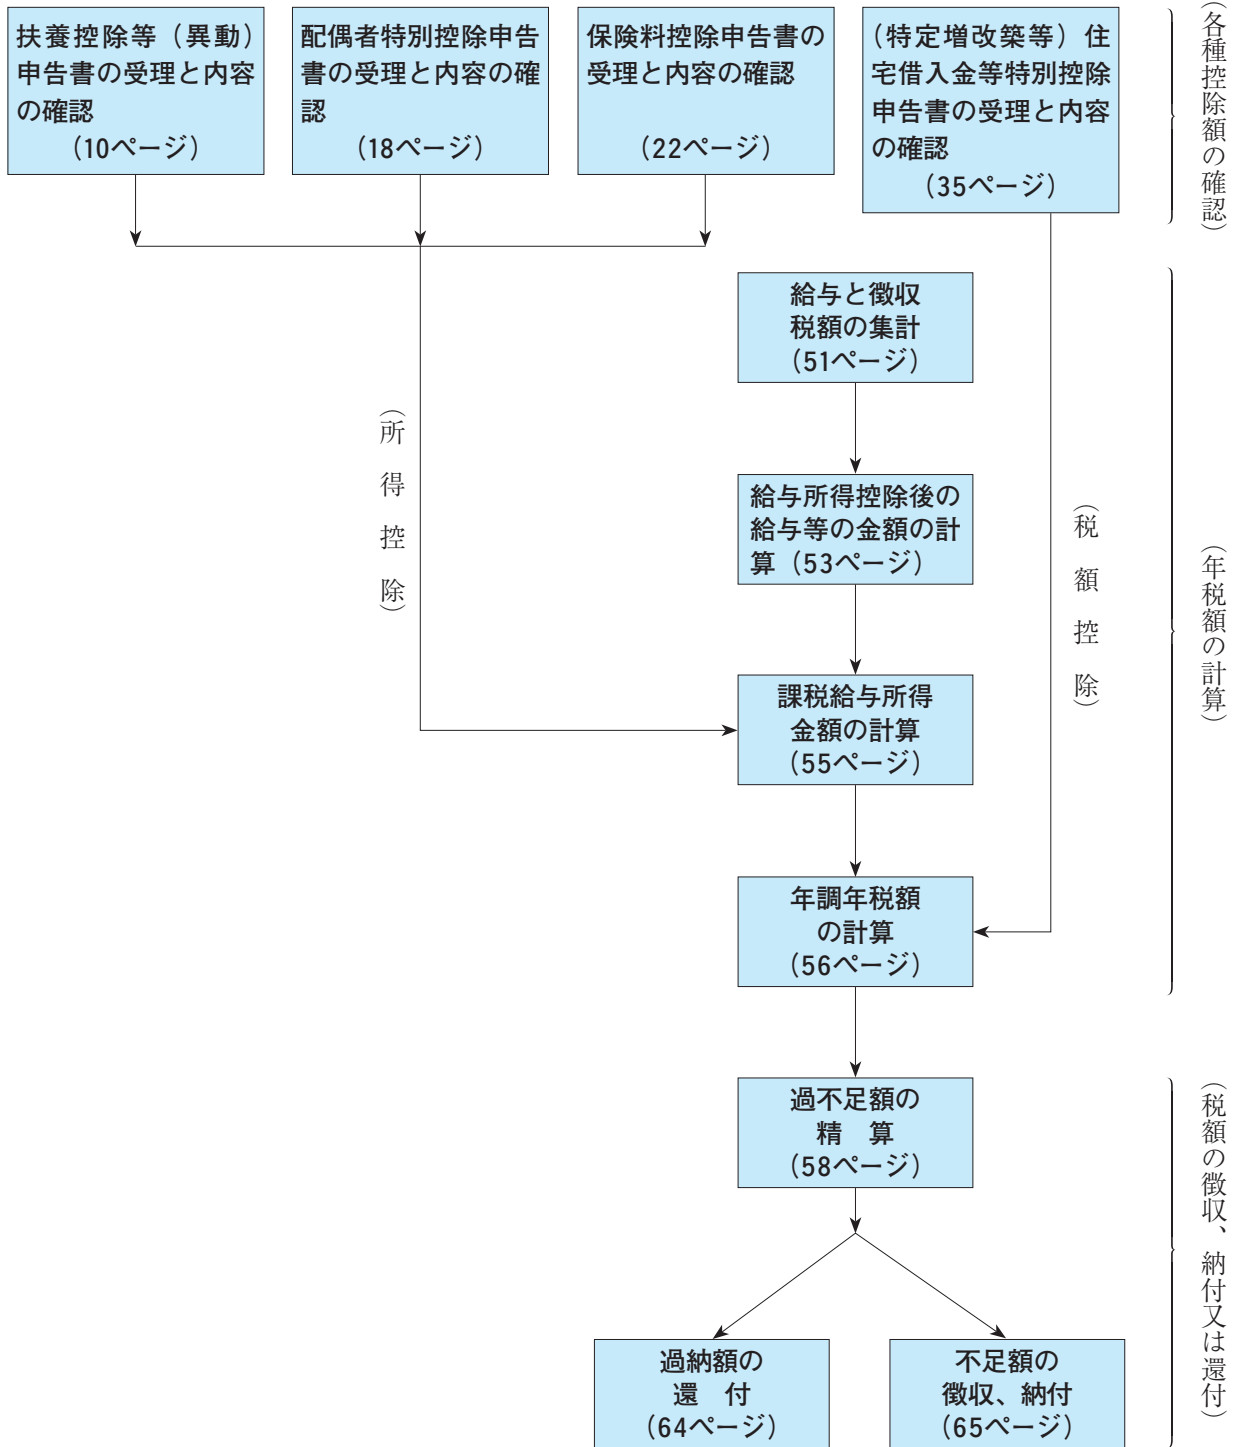 扶養控除等（異動）
申告書の受理と内容
の確認
（10ページ）
配偶者特別控除申告
書の受理と内容の確
認
（18ページ）
保険料控除申告書の
受理と内容の確認
（22ページ）
（特定増改築等）住
宅借入金等特別控除
申告書の受理と内容
の確認
（35ページ）
（各種控除額の確認）
給与と徴収
税額の集計
（51ページ）
（所得控除）
給与所得控除後の
給与等の金額の計
算（53ページ）
（税額控除）
（年税額の計算）
課税給与所得
金額の計算
（55ページ）
年調年税額
の計算
（56ページ）
過不足額の
精　算
（58ページ）
（税額の徴収、納付又は還付）
過納額の
還　付
（64ページ）
不足額の
徴収、納付
（65ページ）